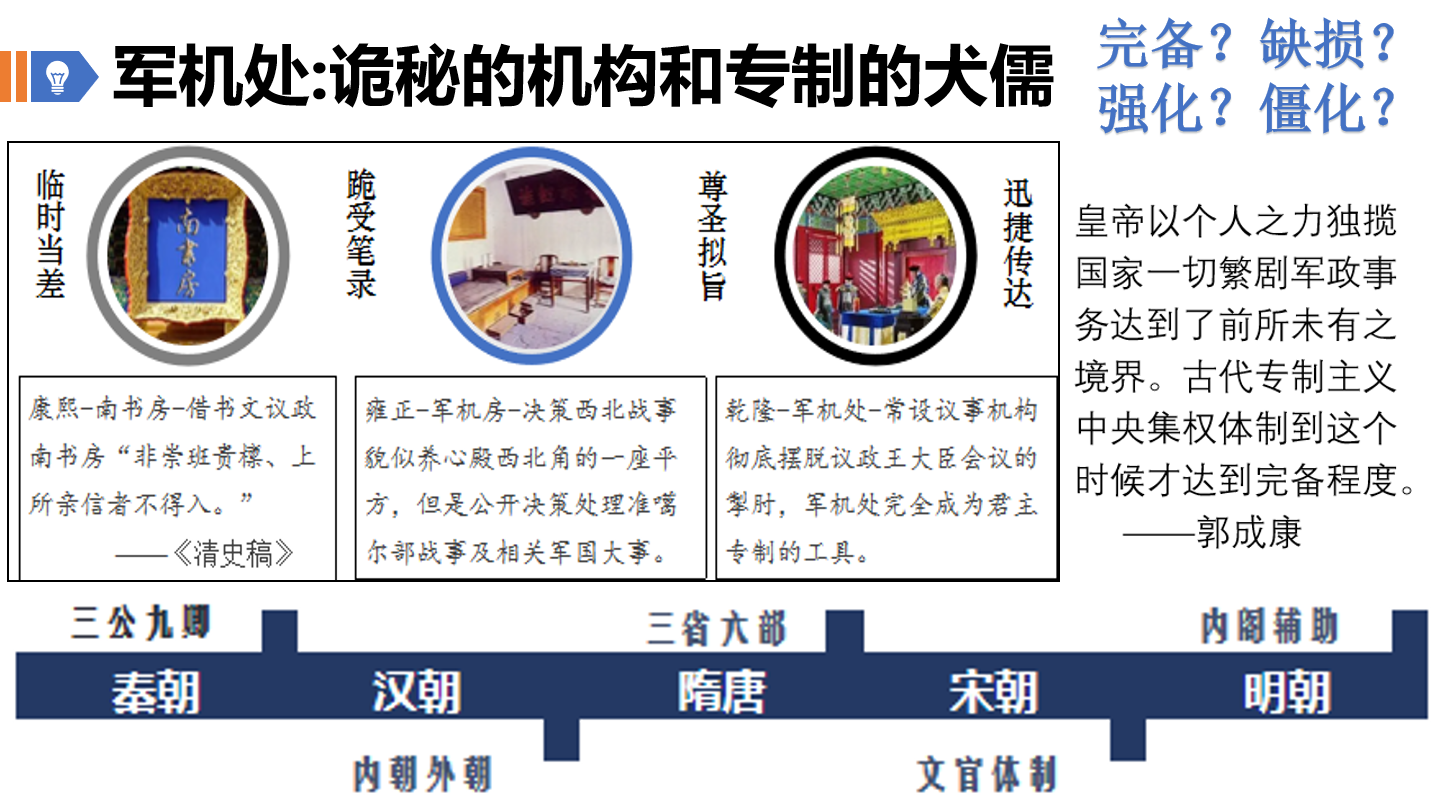 军机处:诡秘的机构和专制的犬儒
完备？缺损？
强化？僵化？
临时当差
南书房
跪受笔录
尊圣拟旨
迅捷传达
康熙-南书房-借书文议政
南书房“非崇班贵檩、上
所亲信者不得入。”
——《清史稿》
雍正-军机房-决策西北战事
貌似养心殿西北角的一座平
方，但是公开决策处理准噶
尔部战事及相关军国大事。
乾隆-军机处-常设议事机构
彻底摆脱议政王大臣会议的
掣肘，军机处完全成为君主
专制的工具。
皇帝以个人之力独揽
国家一切繁剧军政事
务达到了前所未有之
境界。古代专制主义
中央集权体制到这个
时候才达到完备程度。
——郭成康
三公九卿
三省六部
内阁辅助
秦朝
汉朝
隋唐
宋朝
明朝
内朝外朝
文官体制